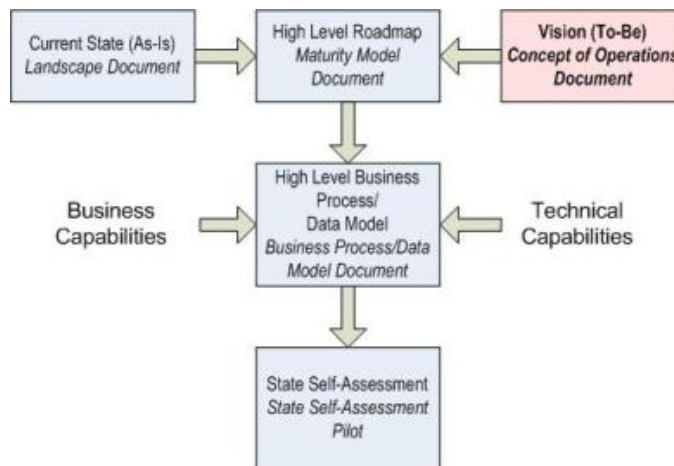 Current State (As-Is)
Landscape Document
High Level Roadmap
Maturity Model
Document
Vision (To-Be)
Concept of Operations
Document
Business
Capabilities
High Level Business
Process/
Data Model
Business Process/Data
Model Document
Technical
Capabilities
State Self-Assessment
State Self-Assessment
Pilot